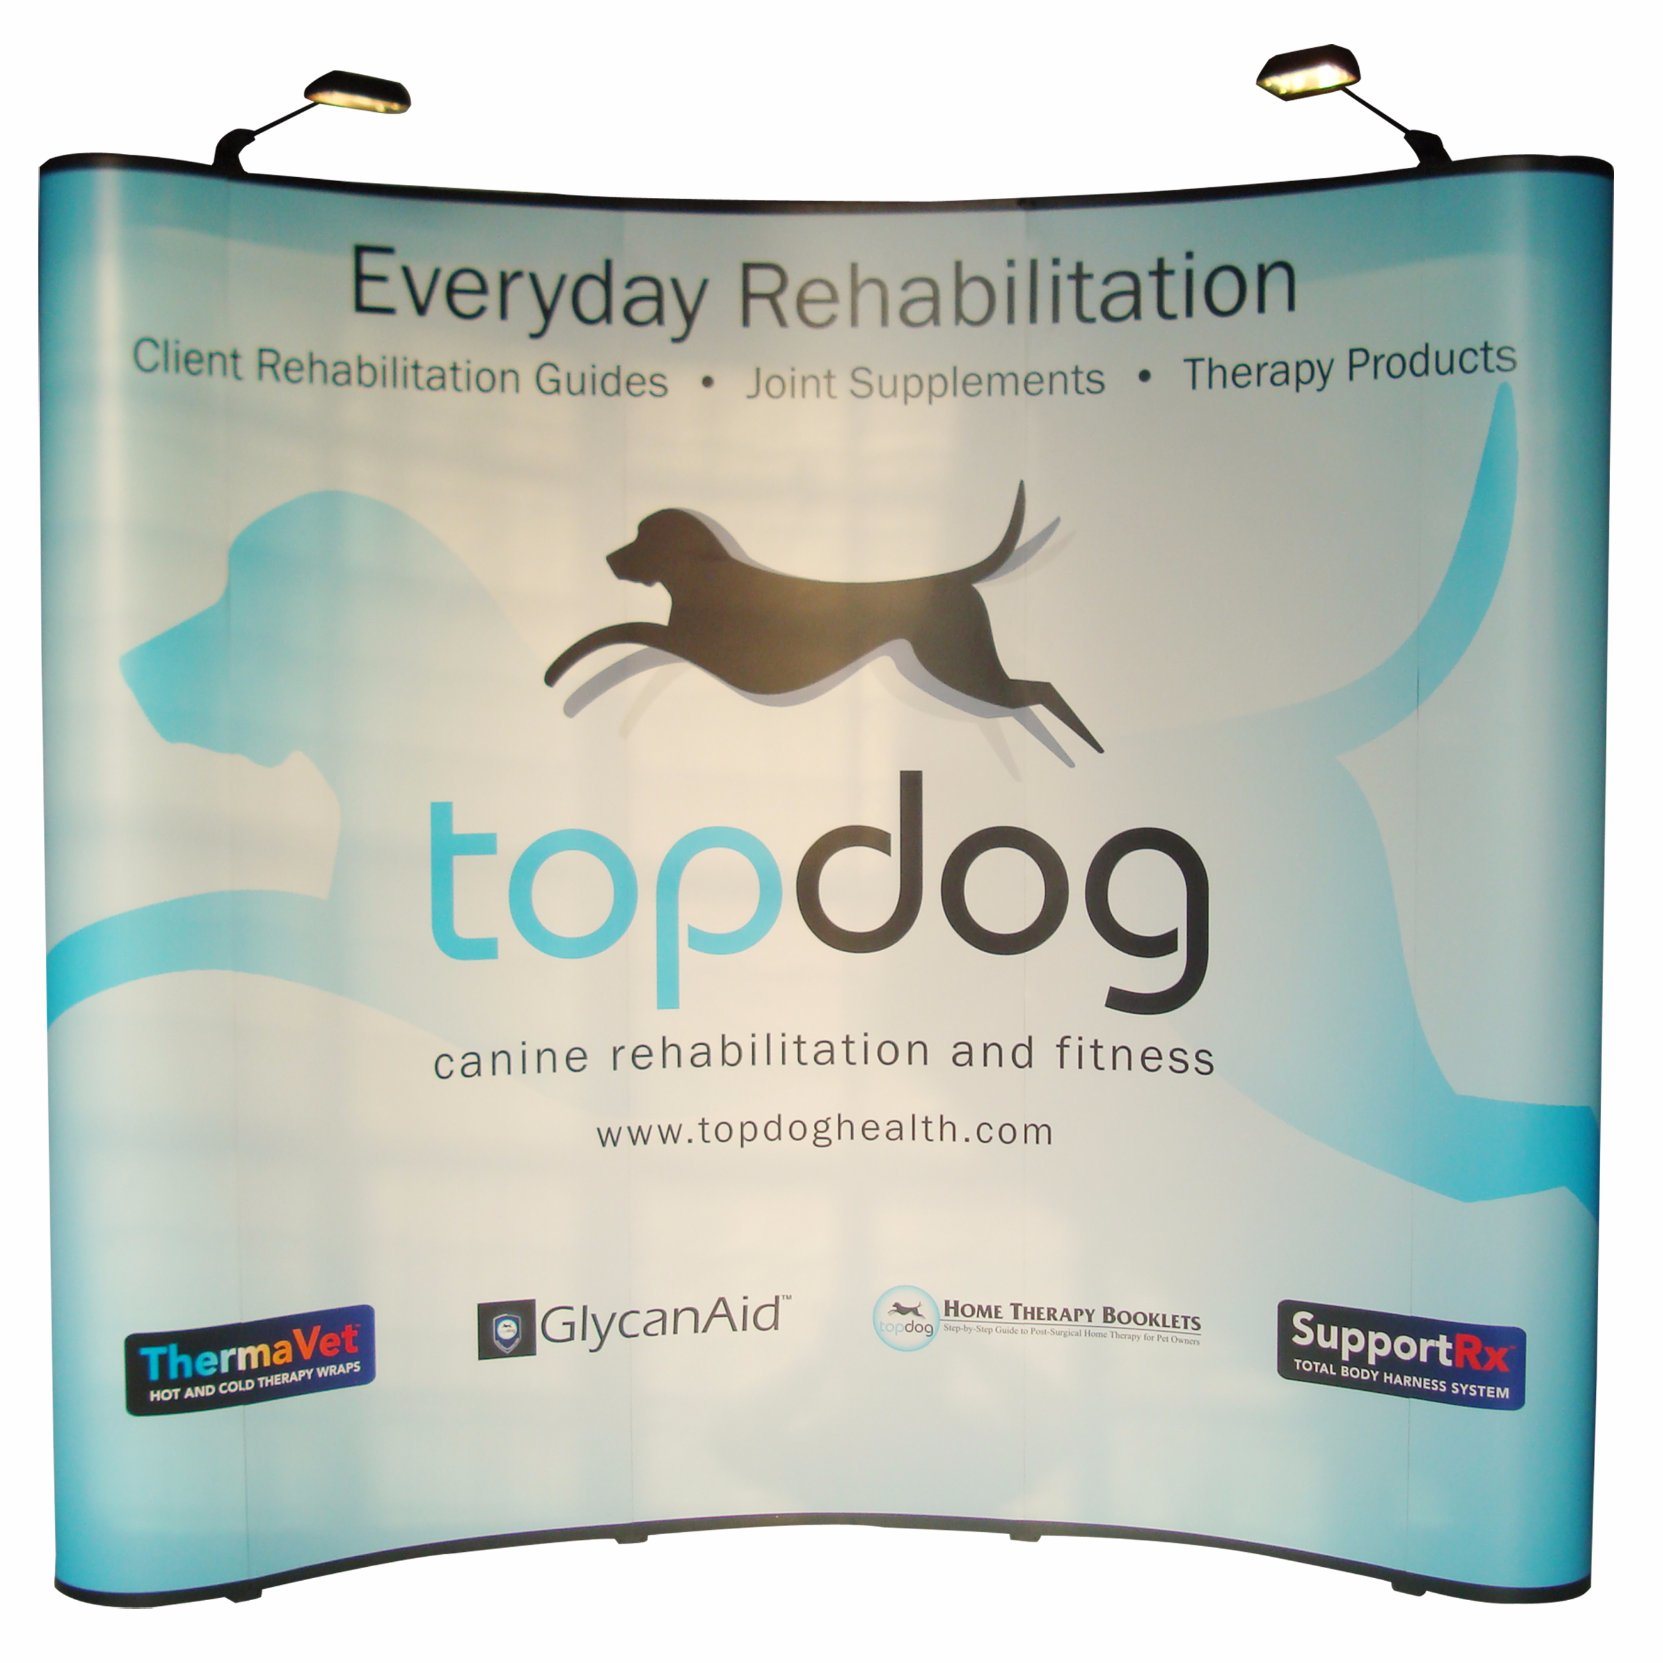 Everyday Rehabilitation
Client Rehabilitation Guides • Joint Supplements • Therapy Products
topdog
canine rehabilitation and fitness
www.topdoghealth.com
ThermaVet™
HOT AND COLD THERAPY WRAPS
GlycanAid™
topdog
HOME THERAPY BOOKLETS
Step-by-Step Guide to Post-Surgical Home Therapy for Pet Owners
SupportRx™
TOTAL BODY HARNESS SYSTEM